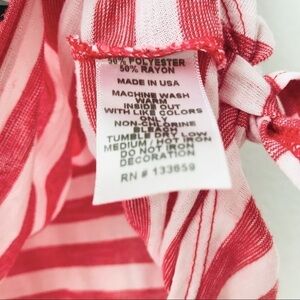 50% POLYESTER
50% RAYON
MADE IN USA
MACHINE WASH
WARM
INSIDE OUT
WITH LIKE COLORS
ONLY
NON-CHLORINE
BLEACH
TUMBLE DRY LOW
MEDIUM / HOT IRON
DO NOT IRON
DECORATION
RN # 133659